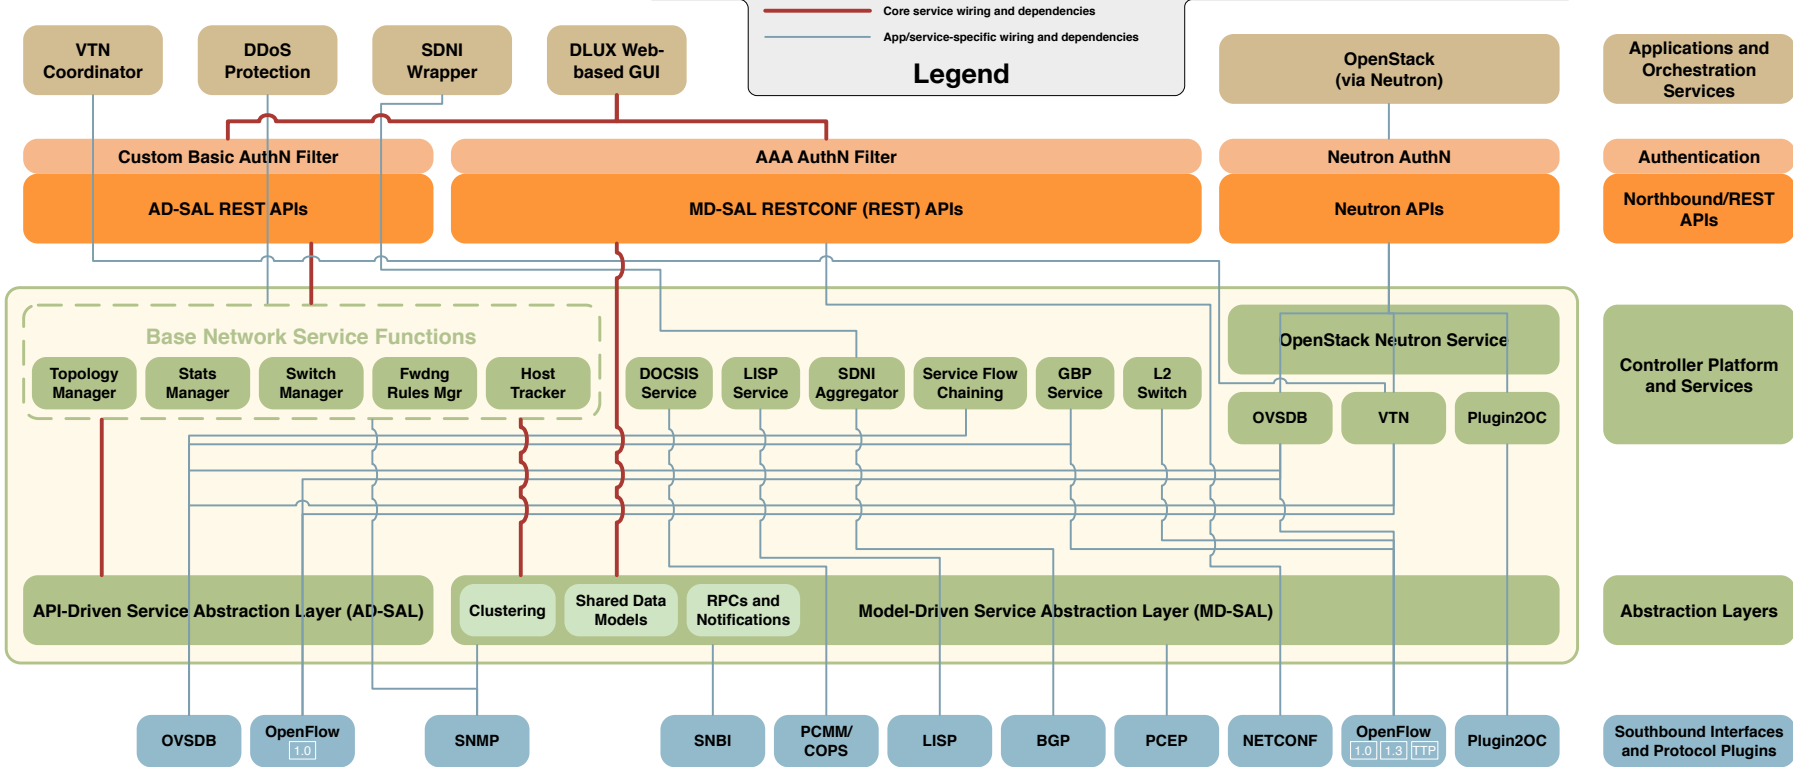 Core service wiring and dependencies
App/service-specific wiring and dependencies
Legend
VTN
Coordinator
DDoS
Protection
SDNI
Wrapper
DLUX Web-
based GUI
OpenStack
(via Neutron)
Applications and
Orchestration
Services
Custom Basic AuthN Filter
AAA AuthN Filter
Neutron AuthN
Authentication
AD-SAL REST APIs
MD-SAL RESTCONF (REST) APIs
Neutron APIs
Northbound/REST
APIs
Base Network Service Functions
Topology
Manager
Stats
Manager
Switch
Manager
Fwdng
Rules Mgr
Host
Tracker
DOCSIS
Service
LISP
Service
SDNI
Aggregator
Service Flow
Chaining
GBP
Service
L2
Switch
OpenStack Neutron Service
OVSDB
VTN
Plugin2OC
Controller Platform
and Services
API-Driven Service Abstraction Layer (AD-SAL)
Clustering
Shared Data
Models
RPCs and
Notifications
Model-Driven Service Abstraction Layer (MD-SAL)
Abstraction Layers
OVSDB
OpenFlow
1.0
SNMP
SNBI
PCMM/
COPS
LISP
BGP
PCEP
NETCONF
OpenFlow
1.0 1.3 TTP
Plugin2OC
Southbound Interfaces
and Protocol Plugins